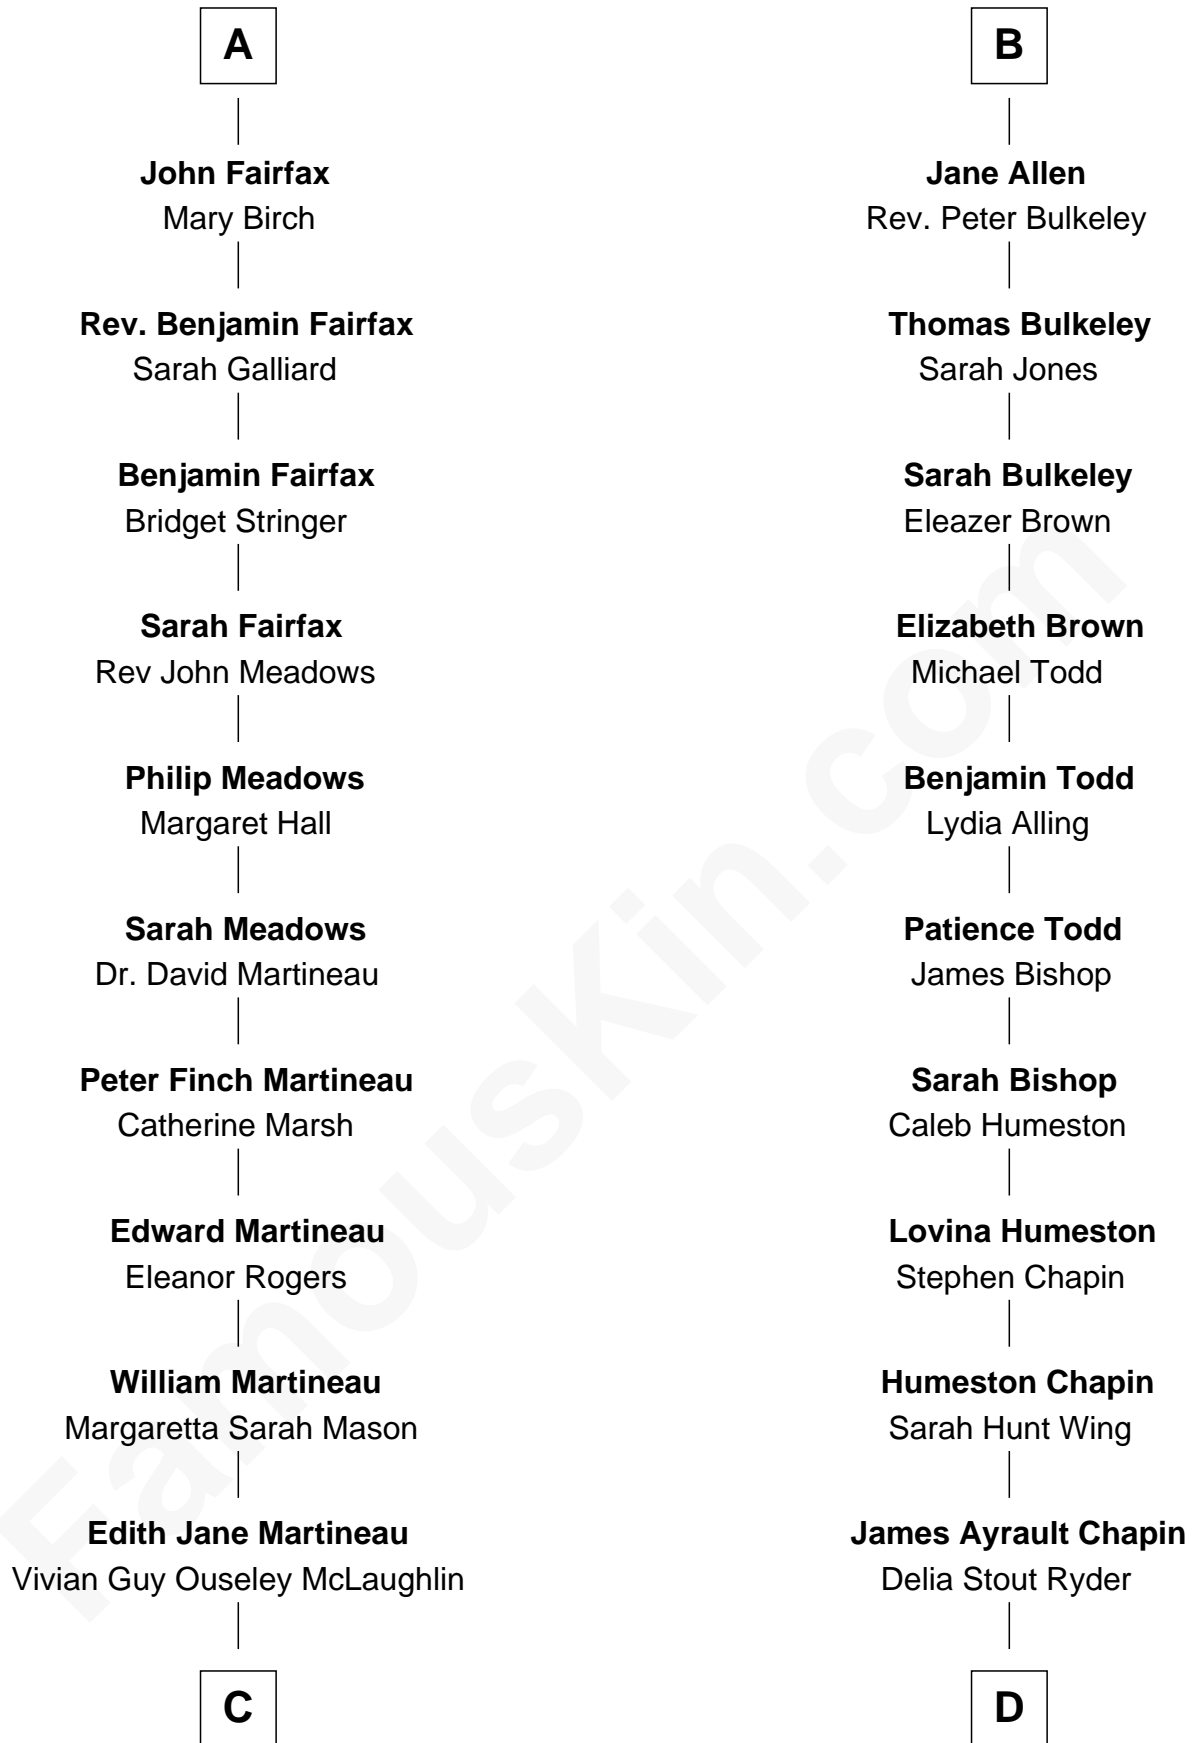 A
John Fairfax
Mary Birch
Rev. Benjamin Fairfax
Sarah Galliard
Benjamin Fairfax
Bridget Stringer
Sarah Fairfax
Rev John Meadows
Philip Meadows
Margaret Hall
Sarah Meadows
Dr. David Martineau
Peter Finch Martineau
Catherine Marsh
Edward Martineau
Eleanor Rogers
William Martineau
Margaretta Sarah Mason
Edith Jane Martineau
Vivian Guy Ouseley McLaughlin
C
B
Jane Allen
Rev. Peter Bulkeley
Thomas Bulkeley
Sarah Jones
Sarah Bulkeley
Eleazer Brown
Elizabeth Brown
Michael Todd
Benjamin Todd
Lydia Alling
Patience Todd
James Bishop
Sarah Bishop
Caleb Humeston
Lovina Humeston
Stephen Chapin
Humeston Chapin
Sarah Hunt Wing
James Ayrault Chapin
Delia Stout Ryder
D
FamousKin.com